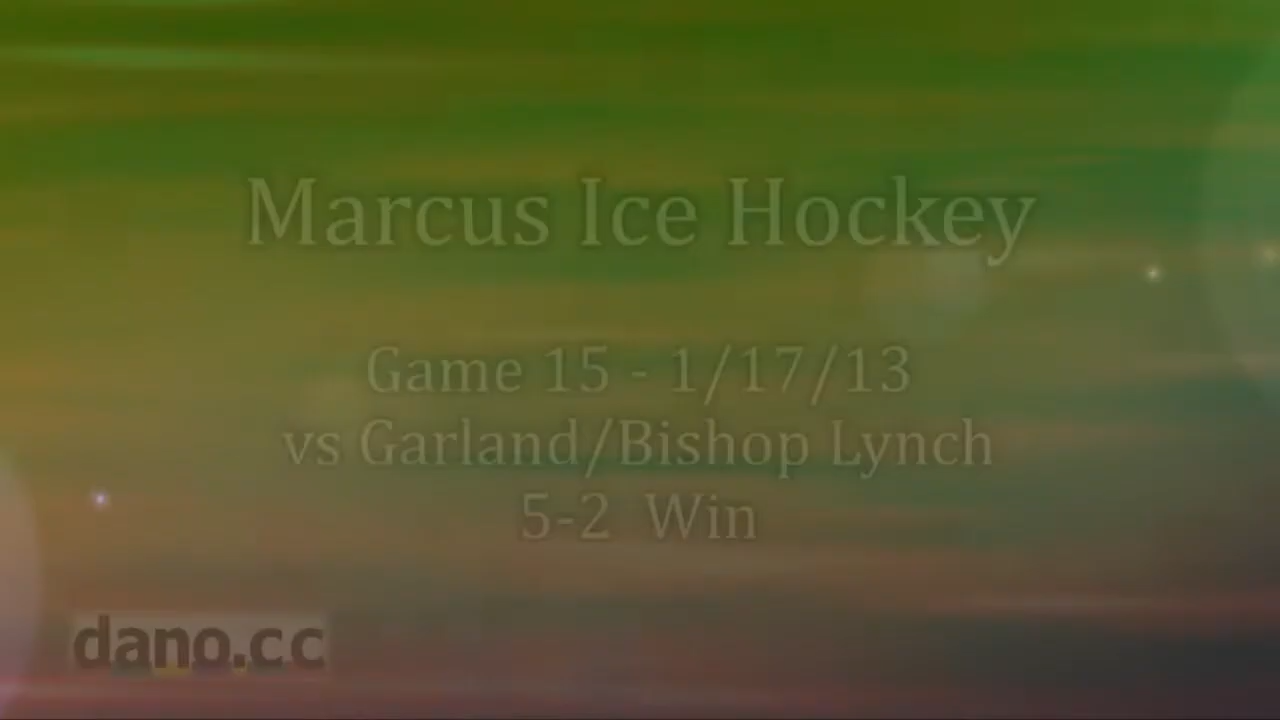 Marcus Ice Hockey
Game 15 - 1/17/13
vs Garland/Bishop Lynch
5-2 Win
dano.cc